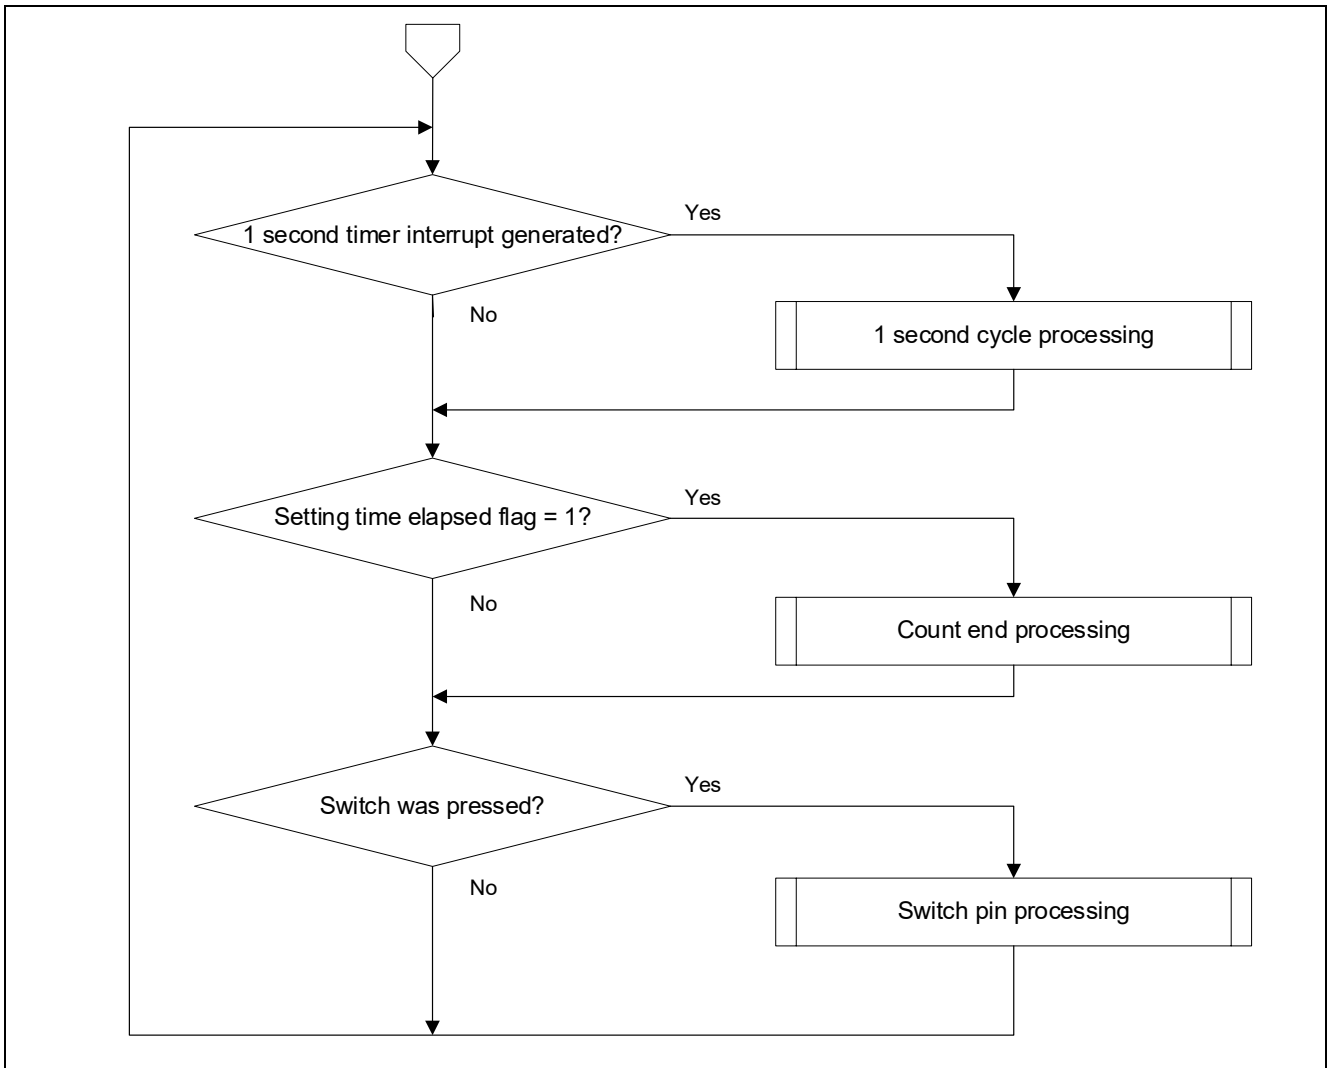 Yes
1 second timer interrupt generated?
No
1 second cycle processing
Yes
Setting time elapsed flag = 1?
No
Count end processing
Yes
Switch was pressed?
No
Switch pin processing